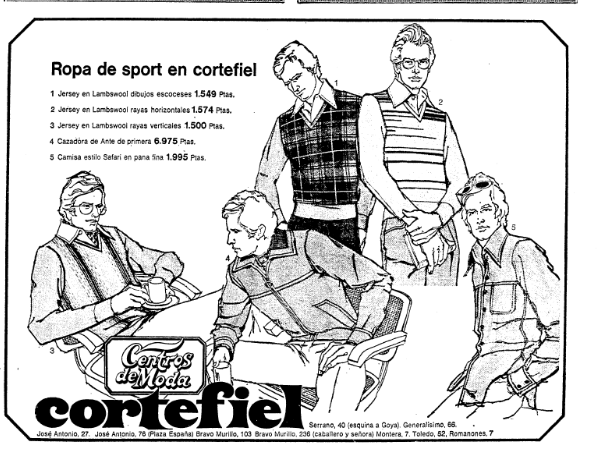 Ropa de sport en cortefiel
1 Jersey en Lambswool dibujos escoceses 1.549 Ptas.
2 Jersey en Lambswool rayas horizontales 1.574 Ptas.
3 Jersey en Lambswool rayas verticales 1.500 Ptas.
4 Cazadora de Ante de primera 6.975 Ptas.
5 Camisa estilo Safari en pana fina 1.995 Ptas.
1
2
5
4
3
Centros
de Moda
cortefiel
Serrano, 40 (esquina a Goya). Generalísimo, 66.
José Antonio, 27. José Antonio, 76 (Plaza España) Bravo Murillo, 103 Bravo Murillo, 236 (caballero y señora) Montera, 7. Toledo, 52, Romanones, 7